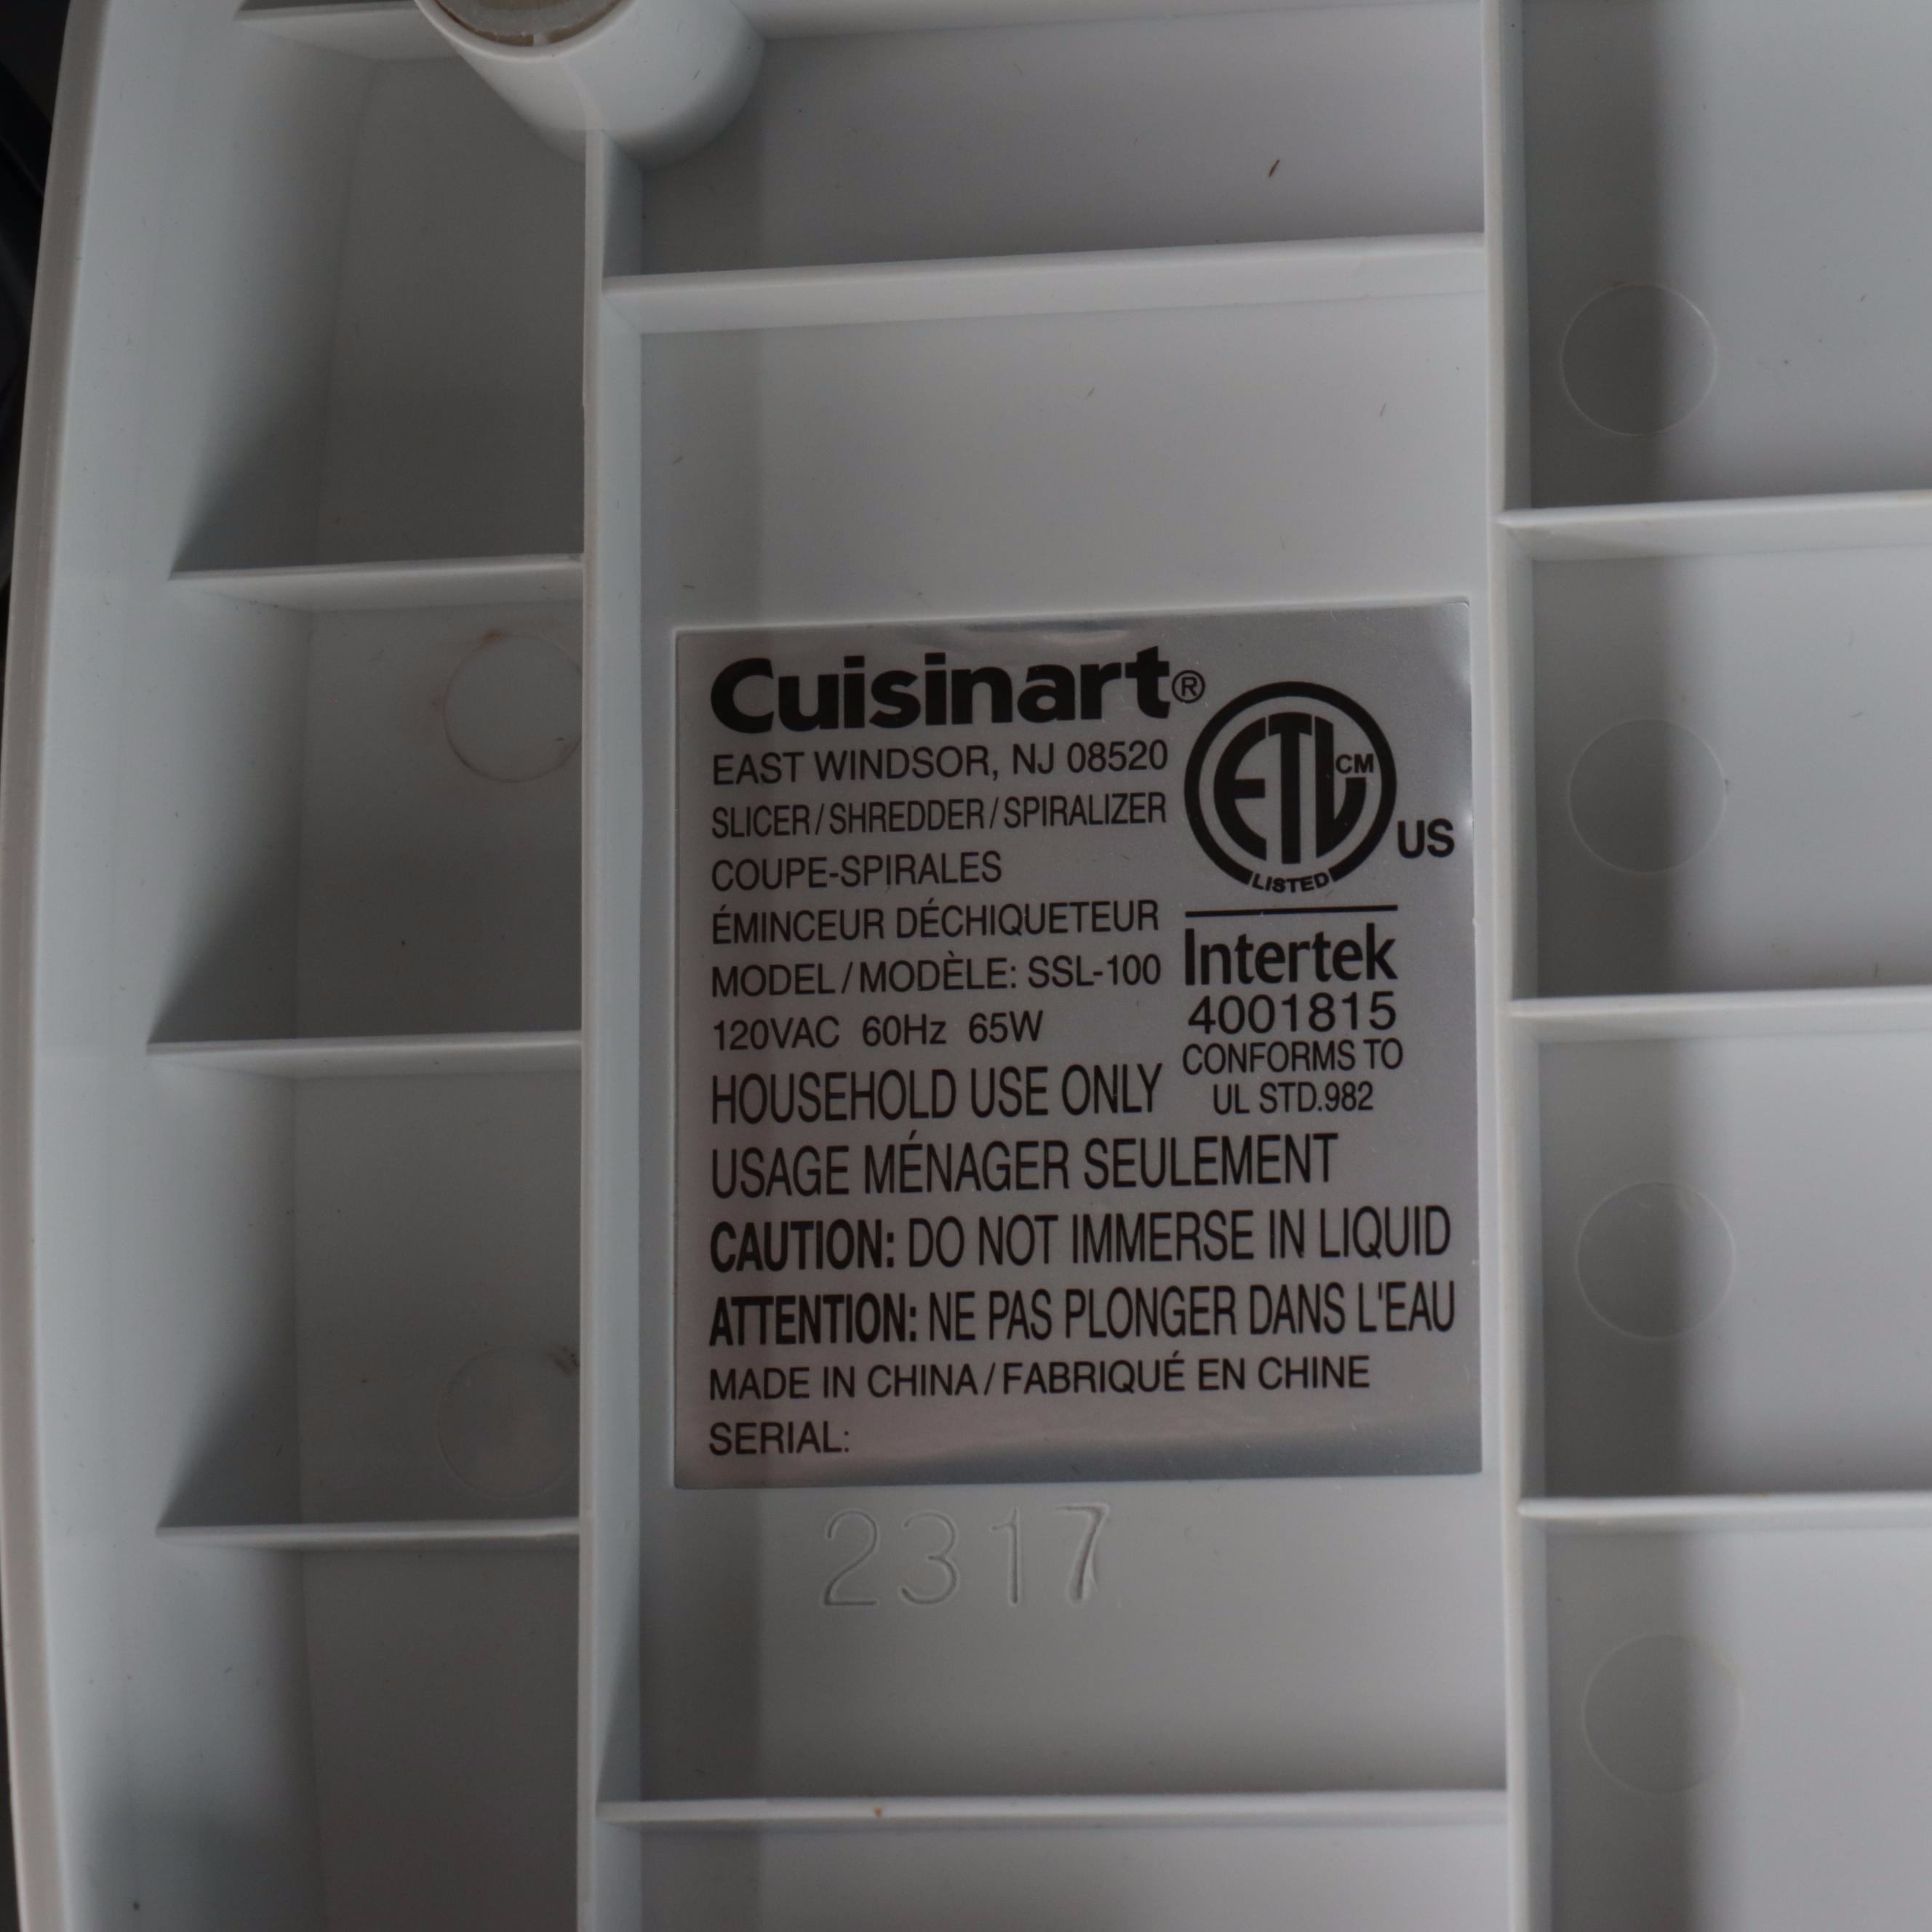 Cuisinart®
EAST WINDSOR, NJ 08520
SLICER/SHREDDER/SPIRALIZER
COUPE-SPIRALES
ÉMINCEUR DÉCHIQUETEUR
MODEL/MODÈLE: SSL-100
120VAC 60Hz 65W
HOUSEHOLD USE ONLY
USAGE MÉNAGER SEULEMENT
CAUTION: DO NOT IMMERSE IN LIQUID
ATTENTION: NE PAS PLONGER DANS L'EAU
MADE IN CHINA/FABRIQUÉ EN CHINE
SERIAL:
ETL CM
LISTED
US
Intertek
4001815
CONFORMS TO
UL STD.982
2317